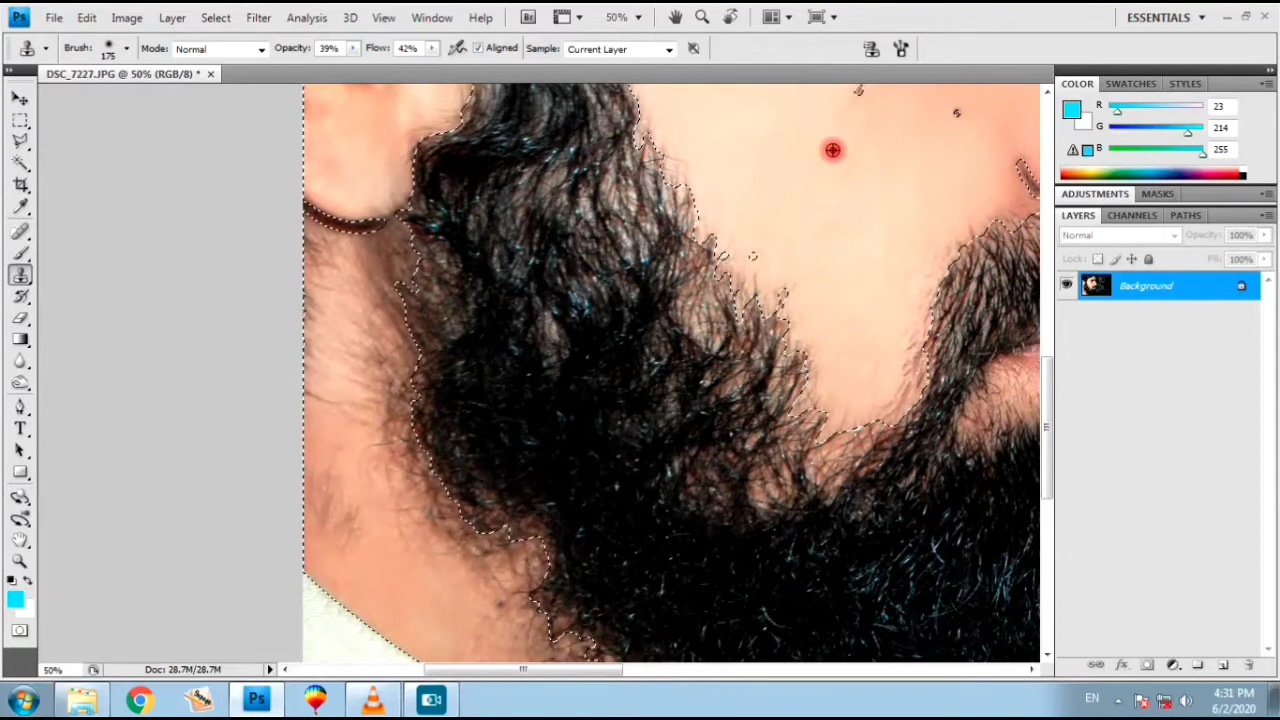 Ps File Edit Image Layer Select Filter Analysis 3D View Window Help Br 50% ESSENTIALS
Brush: 175 Mode: Normal Opacity: 39% Flow: 42% Aligned Sample: Current Layer
DSC_7227.JPG @ 50% (RGB/8) *
COLOR SWATCHES STYLES
R 23
G 214
B 255
ADJUSTMENTS MASKS
LAYERS CHANNELS PATHS
Normal Opacity: 100%
Lock: Fill: 100%
Background
T
50% Doc: 28.7M/28.7M
Ps EN 4:31 PM
6/2/2020